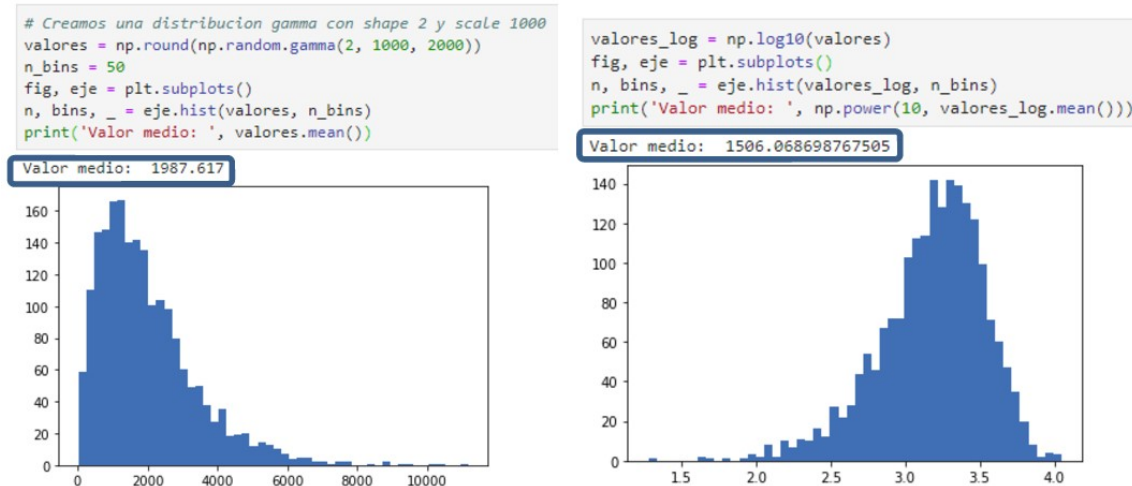 # Creamos una distribucion gamma con shape 2 y scale 1000
valores = np.round(np.random.gamma(2, 1000, 2000))
n_bins = 50
fig, eje = plt.subplots()
n, bins, _ = eje.hist(valores, n_bins)
print('Valor medio: ', valores.mean())
Valor medio:  1987.617
160
140
120
100
80
60
40
20
0
0 2000 4000 6000 8000 10000
valores_log = np.log10(valores)
fig, eje = plt.subplots()
n, bins, _ = eje.hist(valores_log, n_bins)
print('Valor medio: ', np.power(10, valores_log.mean()))
Valor medio:  1506.068698767505
140
120
100
80
60
40
20
0
1.5 2.0 2.5 3.0 3.5 4.0